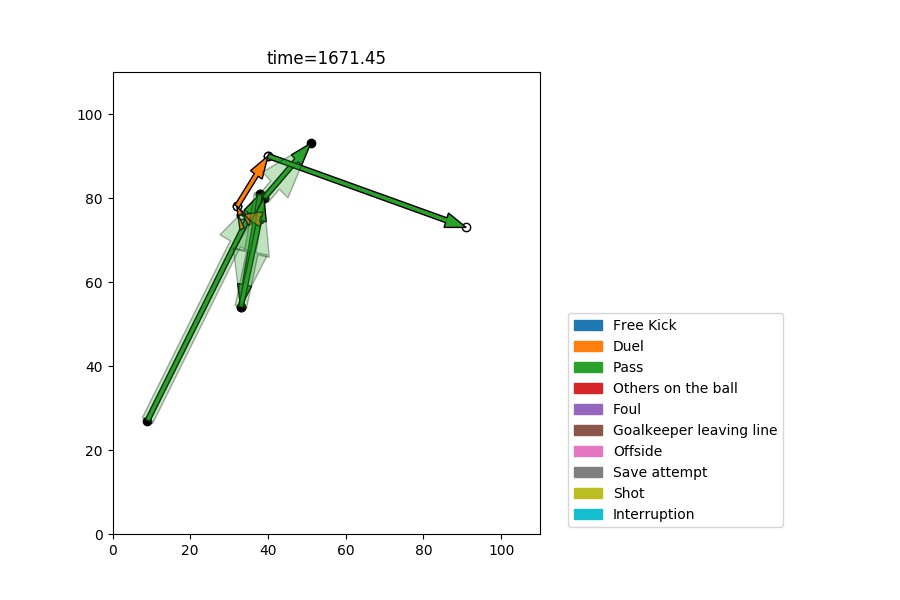 time=1671.45
100
80
60
40
20
0
0 20 40 60 80 100
Free Kick
Duel
Pass
Others on the ball
Foul
Goalkeeper leaving line
Offside
Save attempt
Shot
Interruption